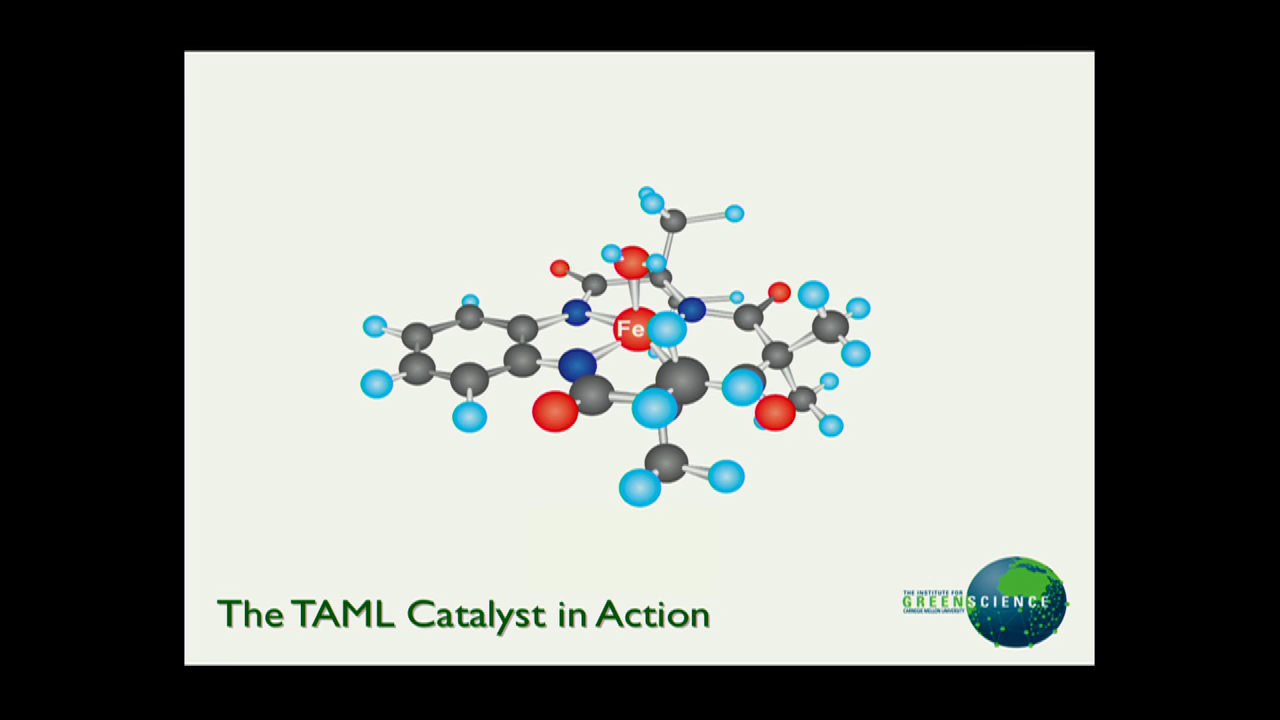 Fe
The TAML Catalyst in Action
THE INSTITUTE FOR
GREENSCIENCE
CARNEGIE MELLON UNIVERSITY